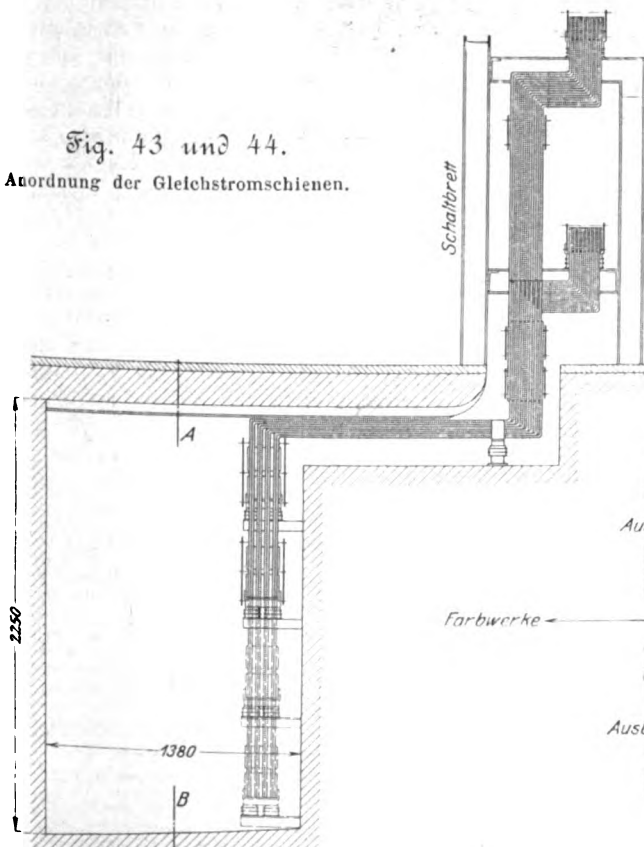 Fig. 43 und 44.
Anordnung der Gleichstromschienen.
Schaltbrett
A
2250
Farbwerke
1380
B